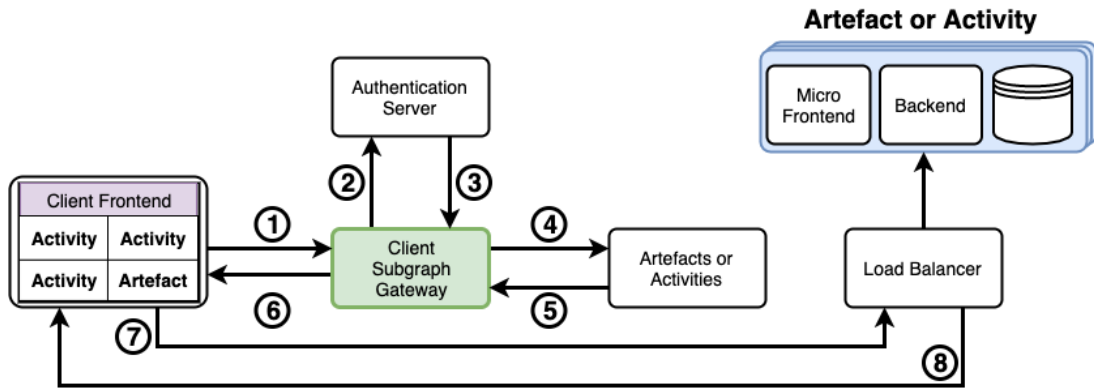 Artefact or Activity
Authentication
Server
Micro
Frontend
Backend
2
3
Client Frontend
Activity
Activity
Activity
Artefact
1
Client
Subgraph
Gateway
4
Artefacts or
Activities
Load Balancer
6
5
7
8